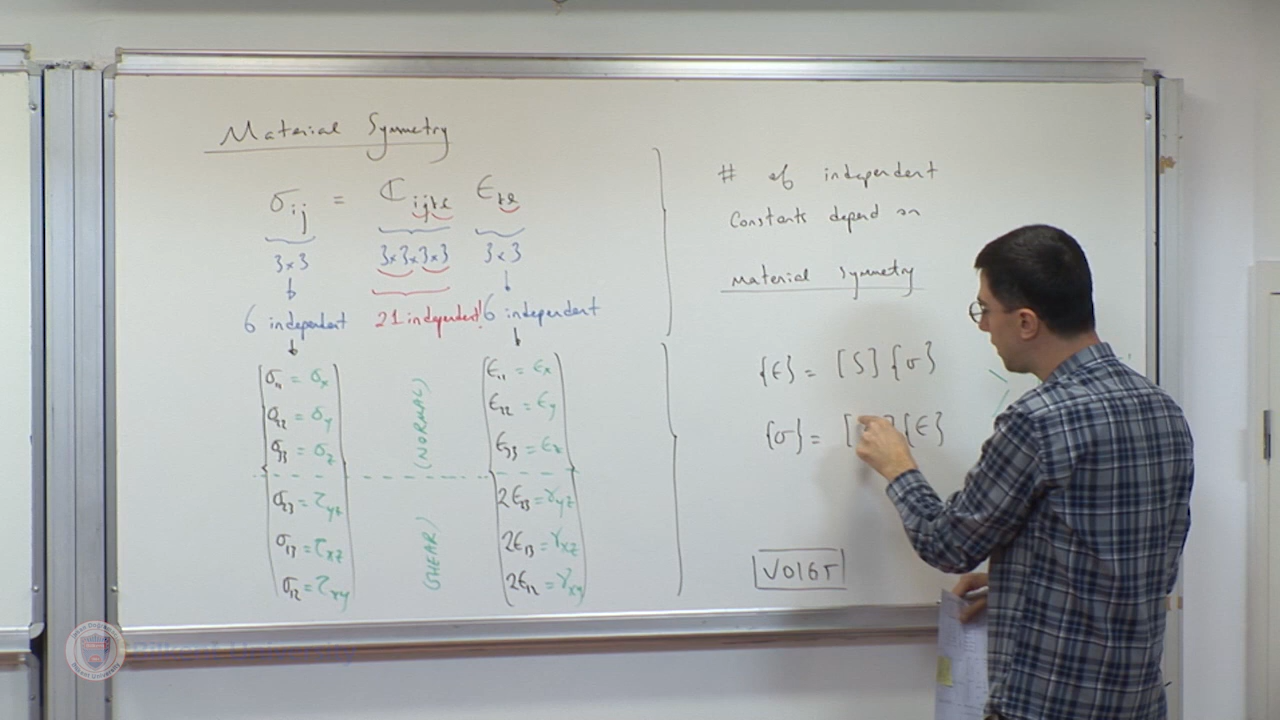 Material Symmetry
σij = ℂijkl ϵkl
3×3 3×3×3×3 3×3
6 independent 21 independent! 6 independent
σ11 = σx
σ22 = σy
σ33 = σz
σ23 = τyz
σ13 = τxz
σ12 = τxy
(NORMAL)
(SHEAR)
ϵ11 = ϵx
ϵ22 = ϵy
ϵ33 = ϵz
2ϵ23 = γyz
2ϵ13 = γxz
2ϵ12 = γxy
# of independent
Constants depend on
Material Symmetry
{ϵ} = [S]{σ}
{σ} = [ ]{ϵ}
VOIGT
Bilkent University